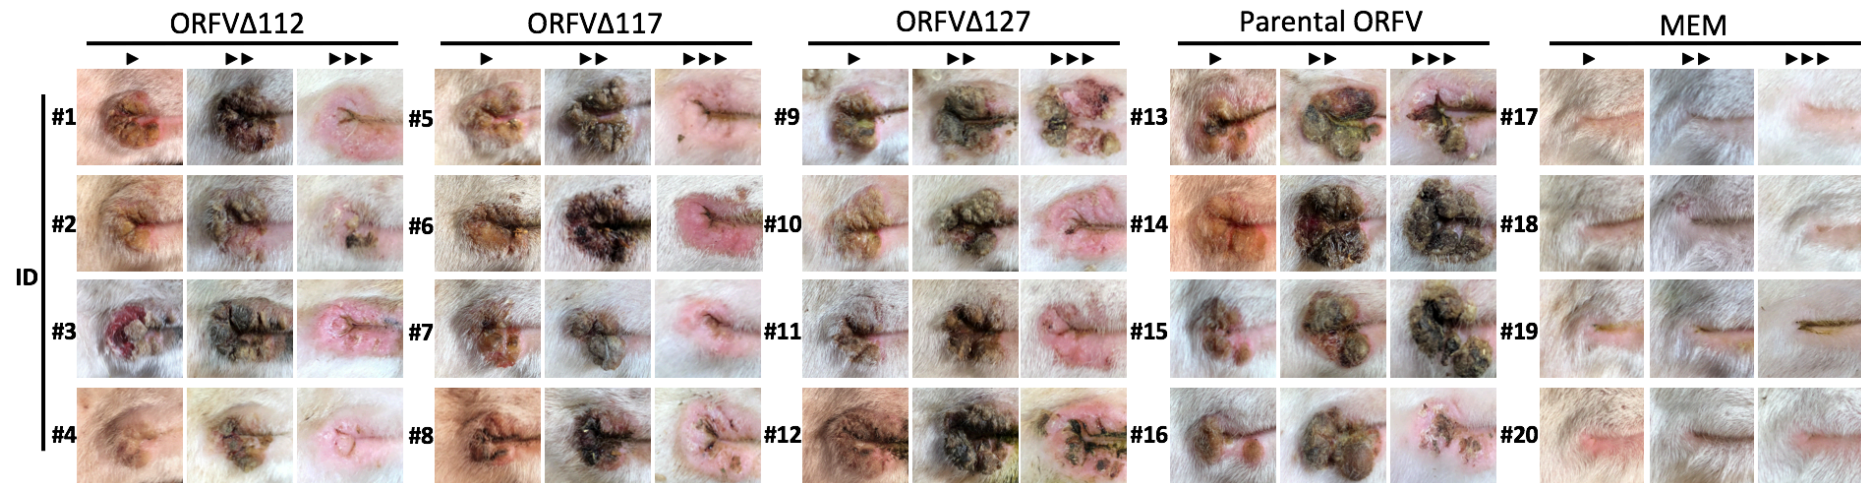 ORFVΔ112 ORFVΔ117 ORFVΔ127 Parental ORFV MEM
#1 #5 #9 #13 #17
#2 #6 #10 #14 #18
ID
#3 #7 #11 #15 #19
#4 #8 #12 #16 #20